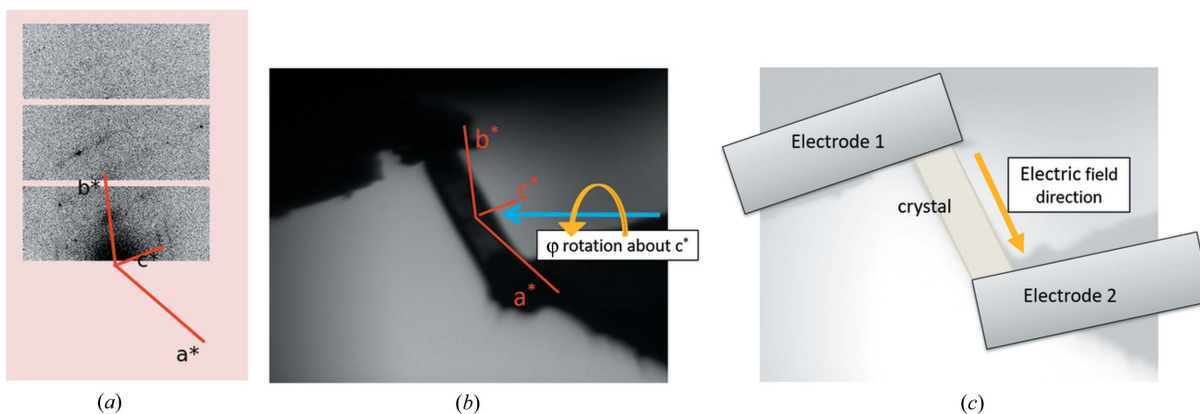 b*
c*
a*
(a)
b*
c*
φ rotation about c*
a*
(b)
Electrode 1
Electric field
direction
crystal
Electrode 2
(c)